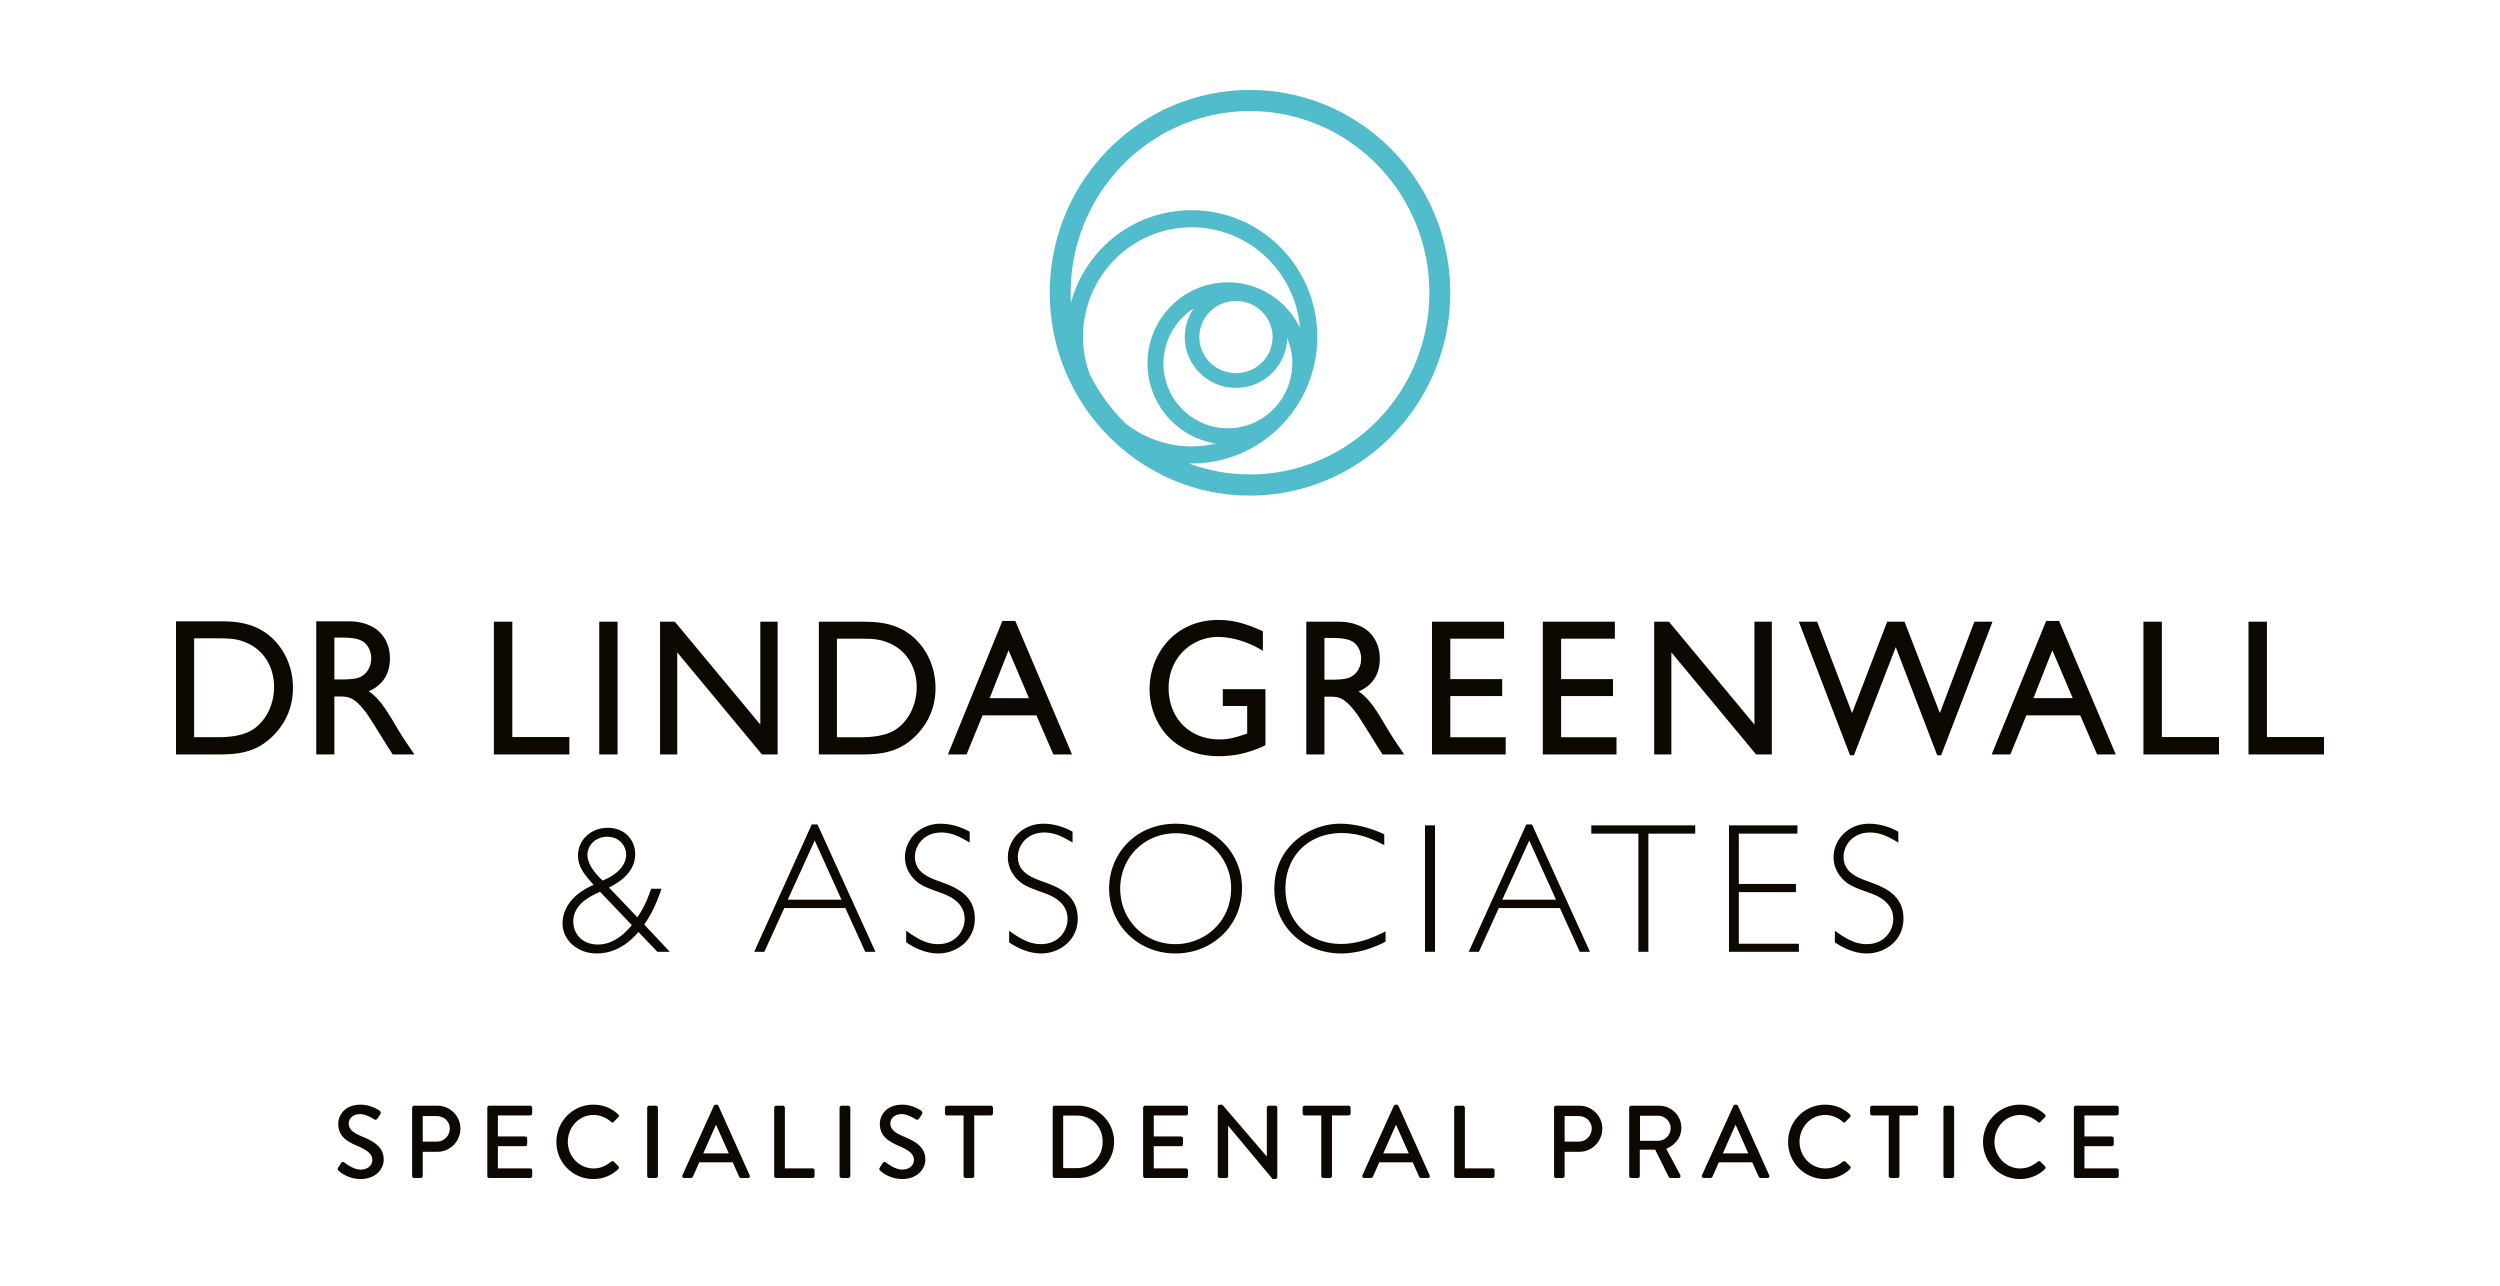 DR LINDA GREENWALL
& ASSOCIATES
SPECIALIST DENTAL PRACTICE